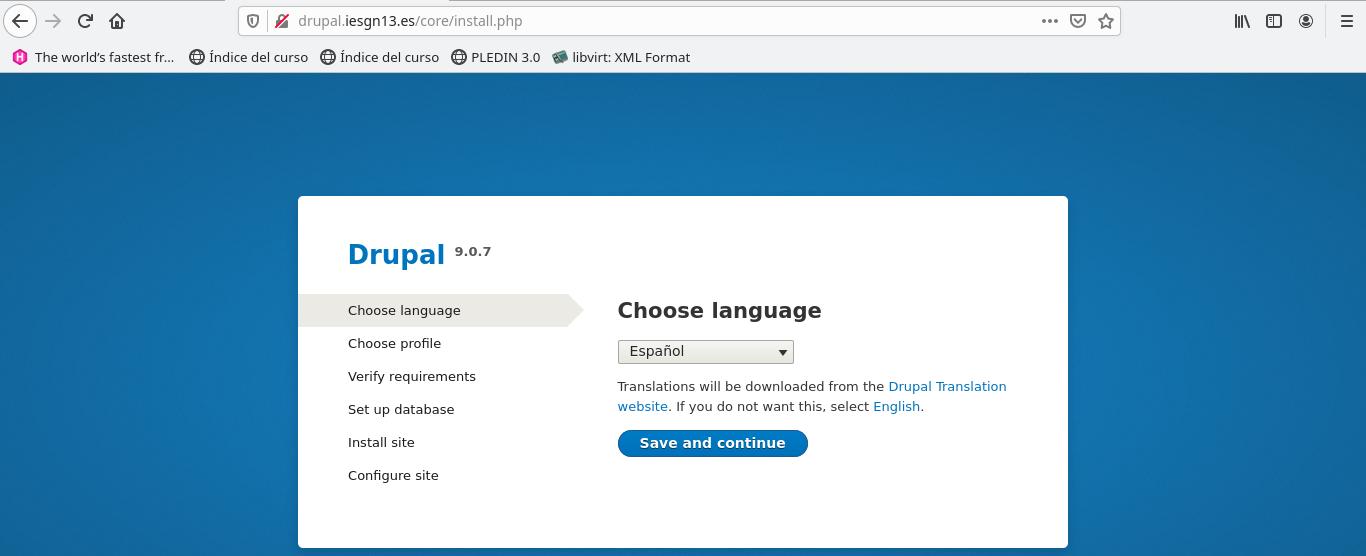 drupal.iesgn13.es/core/install.php
The world's fastest fr... Índice del curso Índice del curso PLEDIN 3.0 libvirt: XML Format
Drupal 9.0.7
Choose language
Choose profile
Verify requirements
Set up database
Install site
Configure site
Choose language
Español
Translations will be downloaded from the Drupal Translation
website. If you do not want this, select English.
Save and continue